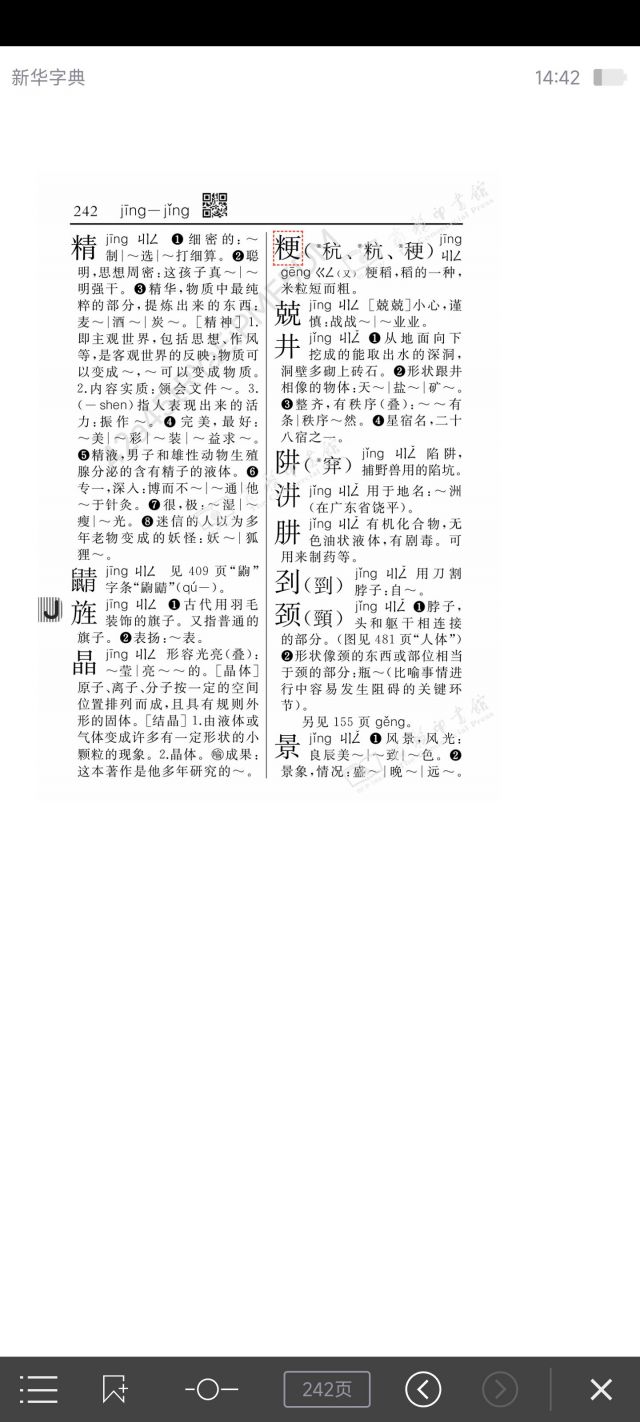 新华字典
14:42
242 jīng—jǐng
精 jīng ㄐㄧㄥ ❶细密的:～
制|～选|～打细算。❷聪
明,思想周密:这孩子真～|～
明强干。❸精华,物质中最纯
粹的部分,提炼出来的东西:
麦～|酒～|炭～。[精神]1.
即主观世界,包括思想、作风
等,是客观世界的反映:物质可
以变成～,～可以变成物质。
2.内容实质:领会文件～。3.
(—shen)指人表现出来的活
力:振作～。❹完美,最好:
～美|～彩|～装|～益求～。
❺精液,男子和雄性动物生殖
腺分泌的含有精子的液体。❻
专一,深入:博而不～|～通|他
～于针灸。❼很,极:～湿|～
瘦|～光。❽迷信的人以为多
年老物变成的妖怪:妖～|狐
狸～。
鼱 jīng ㄐㄧㄥ 见409页“鼩”
字条“鼩鼱”(qú—)。
旌 jīng ㄐㄧㄥ ❶古代用羽毛
装饰的旗子。又指普通的
旗子。❷表扬:～表。
晶 jīng ㄐㄧㄥ 形容光亮(叠):
～莹|亮～～的。[晶体]
原子、离子、分子按一定的空间
位置排列而成,且具有规则外
形的固体。[结晶]1.由液体或
气体变成许多有一定形状的小
颗粒的现象。2.晶体。㊇成果:
这本著作是他多年研究的～。
J
粳(*秔、*粇、*稉) jīng ㄐㄧㄥ
gēng ㄍㄥ(又) 粳稻,稻的一种,
米粒短而粗。
兢 jīng ㄐㄧㄥ [兢兢]小心,谨
慎:战战～|～业业。
井 jǐng ㄐㄧㄥˇ ❶从地面向下
挖成的能取出水的深洞,
洞壁多砌上砖石。❷形状跟井
相像的物体:天～|盐～|矿～。
❸整齐,有秩序(叠):～～有
条|秩序～然。❹星宿名,二十
八宿之一。
阱(*穽) jǐng ㄐㄧㄥˇ 陷阱,
捕野兽用的陷坑。
汫 jǐng ㄐㄧㄥˇ 用于地名:～洲
(在广东省饶平)。
肼 jǐng ㄐㄧㄥˇ 有机化合物,无
色油状液体,有剧毒。可
用来制药等。
刭(剄) jǐng ㄐㄧㄥˇ 用刀割
脖子:自～。
颈(頸) jǐng ㄐㄧㄥˇ ❶脖子,
头和躯干相连接
的部分。(图见481页“人体”)
❷形状像颈的东西或部位相当
于颈的部分:瓶～(比喻事情进
行中容易发生阻碍的关键环
节)。
另见155页gěng。
景 jǐng ㄐㄧㄥˇ ❶风景,风光:
良辰美～|～致|～色。❷
景象,情况:盛～|晚～|远～。
242页